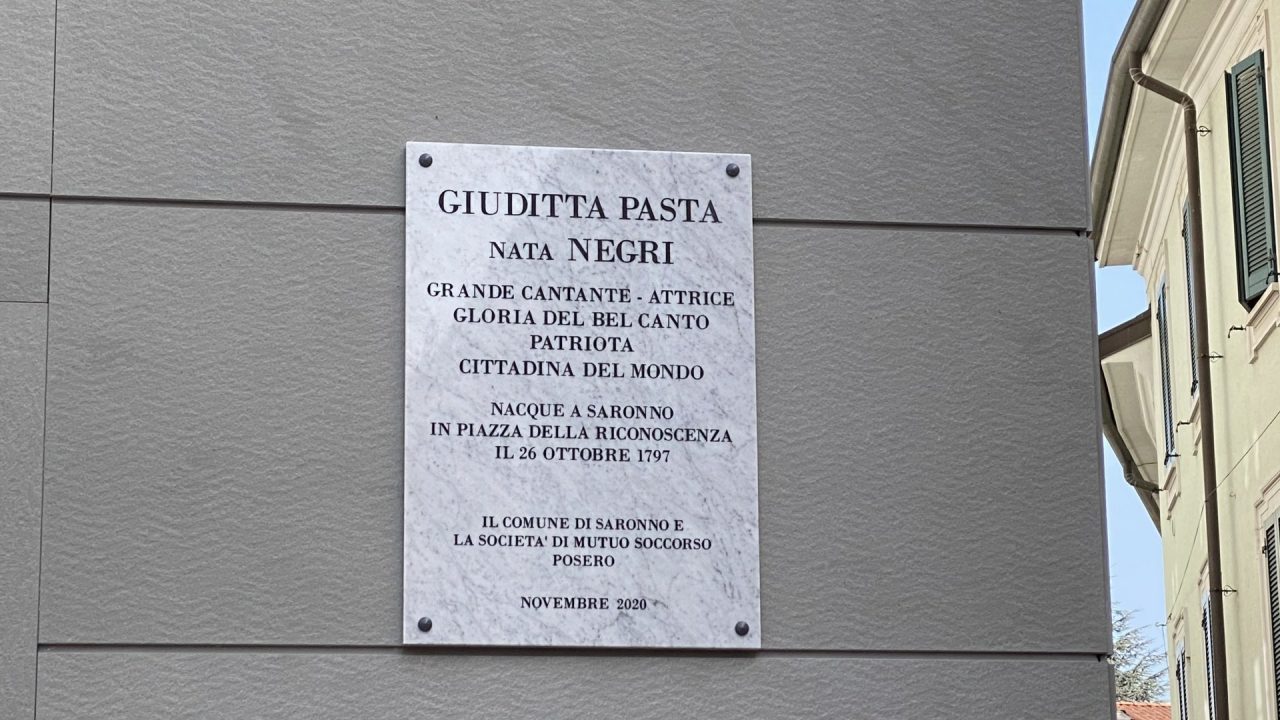 GIUDITTA PASTA
NATA NEGRI
GRANDE CANTANTE - ATTRICE
GLORIA DEL BEL CANTO
PATRIOTA
CITTADINA DEL MONDO
NACQUE A SARONNO
IN PIAZZA DELLA RICONOSCENZA
IL 26 OTTOBRE 1797
IL COMUNE DI SARONNO E
LA SOCIETA' DI MUTUO SOCCORSO
POSERO
NOVEMBRE 2020